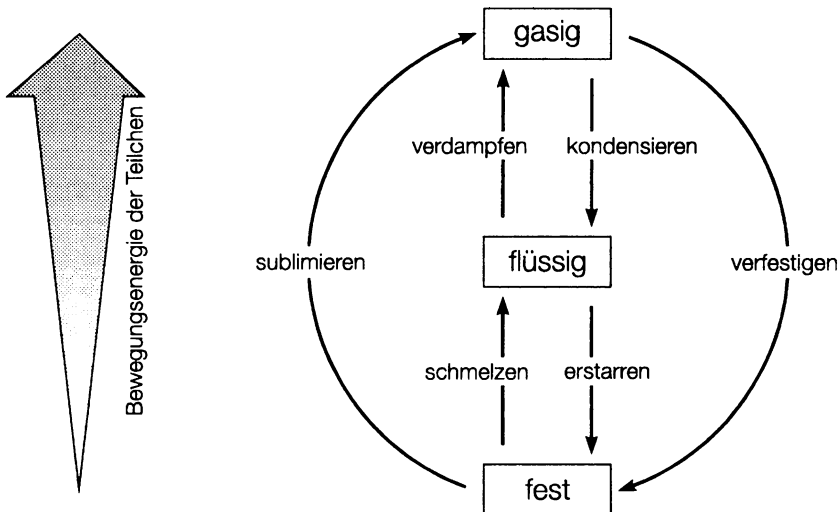 gasig
Bewegungsenergie der Teilchen
verdampfen
kondensieren
sublimieren
flüssig
verfestigen
schmelzen
erstarren
fest